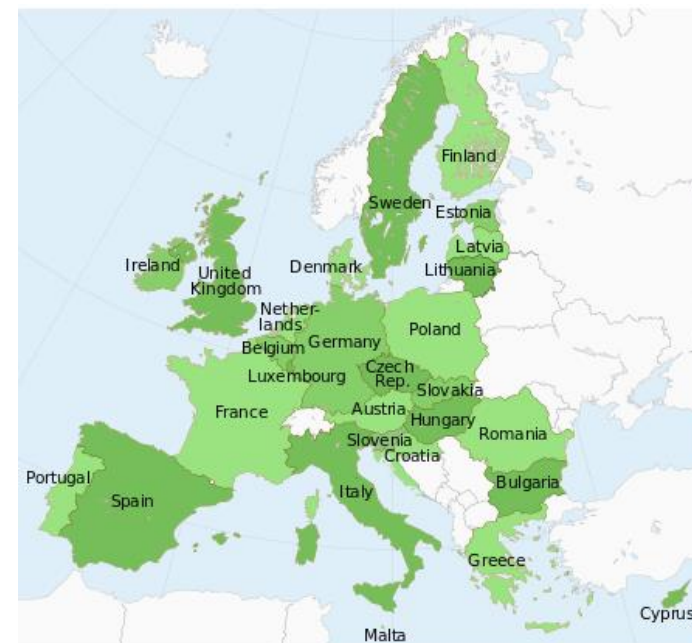 Finland
Sweden
Estonia
Latvia
Lithuania
Ireland
United
Kingdom
Denmark
Nether-
lands
Poland
Germany
Belgium
Czech
Rep.
Luxembourg
Slovakia
France
Austria
Hungary
Romania
Slovenia
Croatia
Portugal
Spain
Italy
Bulgaria
Greece
Cyprus
Malta